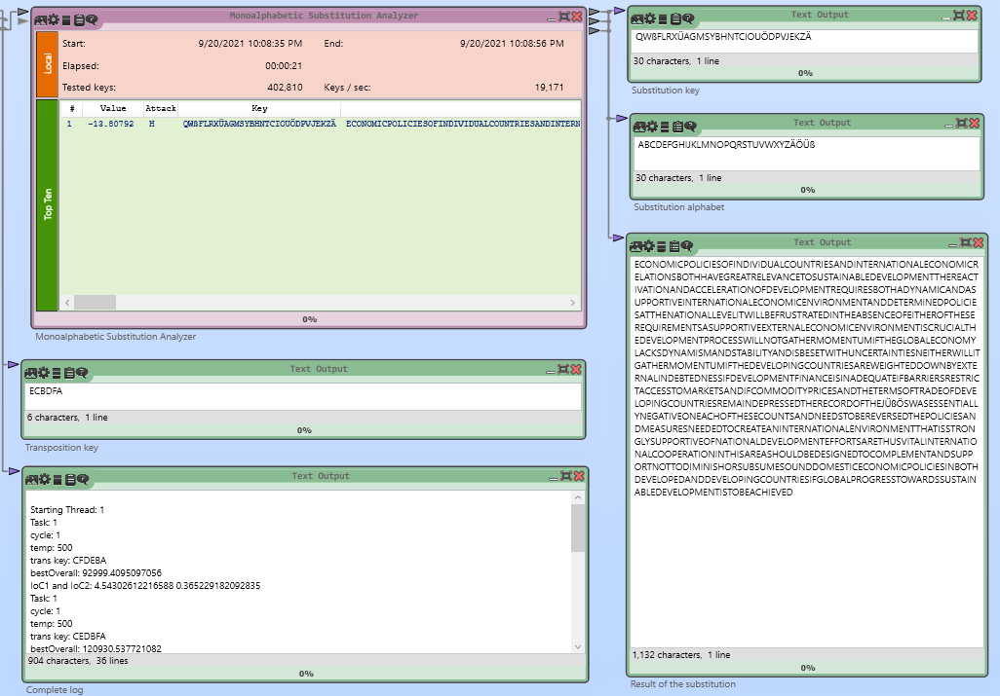 Monoalphabetic Substitution Analyzer
Local
Start: 9/20/2021 10:08:35 PM End: 9/20/2021 10:08:56 PM
Elapsed: 00:00:21
Tested keys: 402,810 Keys / sec: 19,171
Top Ten
# Value Attack Key
1 -13.80792 H QWßFLRXÜAGMSYBHNTCIOUÖDPVJEKZÄ ECONOMICPOLICIESOFINDIVIDUALCOUNTRIESANDINTERN
0%
Monoalphabetic Substitution Analyzer
Text Output
ECBDFA
6 characters, 1 line
0%
Transposition key
Text Output
Starting Thread: 1
Task: 1
cycle: 1
temp: 500
trans key: CFDEBA
bestOverall: 92999.4095097056
IoC1 and IoC2: 4.54302612216588 0.365229182092835
Task: 1
cycle: 1
temp: 500
trans key: CEDBFA
bestOverall: 120930.537721082
904 characters, 36 lines
0%
Complete log
Text Output
QWßFLRXÜAGMSYBHNTCIOUÖDPVJEKZÄ
30 characters, 1 line
0%
Substitution key
Text Output
ABCDEFGHIJKLMNOPQRSTUVWXYZÄÖÜß
30 characters, 1 line
0%
Substitution alphabet
Text Output
ECONOMICPOLICIESOFINDIVIDUALCOUNTRIESANDINTERNATIONALECONOMICR
ELATIONSBOTHHAVEGREATRELEVANCETOSUSTAINABLEDEVELOPMENTTHEREACT
IVATIONANDACCELERATIONOFDEVELOPMENTREQUIRESBOTHADYNAMICANDAS
UPPORTIVEINTERNATIONALECONOMICENVIRONMENTANDDETERMINEDPOLICIE
SATTHENATIONALLEVELITWILLBEFRUSTRATEDINTHEABSENCEOFEITHEROFTHESE
REQUIREMENTSASUPPORTIVEEXTERNALECONOMICENVIRONMENTISCRUCIALTH
EDEVELOPMENTPROCESSWILLNOTGATHERMOMENTUMIFTHEGLOBALECONOMY
LACKSDYNAMISMANDSTABILITYANDISBESETWITHUNCERTAINTIESNEITHERWILLIT
GATHERMOMENTUMIFTHEDEVELOPINGCOUNTRIESAREWEIGHTEDDOWNBYEXTE
RNALINDEBTEDNESSIFDEVELOPMENTFINANCEISINADEQUATEIFBARRIERSRESTRIC
TACCESSTOMARKETSANDIFCOMMODITYPRICESANDTHETERMSOFTRADEOFDEVE
LOPINGCOUNTRIESREMAINDEPRESSEDTHERECORDOFTHEJÜßÖSWASESSENTIALL
YNEGATIVEONEACHOFTHESECOUNTSANDNEEDSTOBEREVERSEDTHEPOLICIESAN
DMEASURESNEEDEDTOCREATEANINTERNATIONALENVIRONMENTTHATISSTRON
GLYSUPPORTIVEOFNATIONALDEVELOPMENTEFFORTSARETHUSVITALINTERNATIO
NALCOOPERATIONINTHISAREASHOULDBEDESIGNEDTOCOMPLEMENTANDSUPP
ORTNOTTODIMINISHORSUBSUMESOUNDDOMESTICECONOMICPOLICIESINBOTH
DEVELOPEDANDDEVELOPINGCOUNTRIESIFGLOBALPROGRESSTOWARDSSUSTAIN
ABLEDEVELOPMENTISTOBEACHIEVED
1,132 characters, 1 line
0%
Result of the substitution